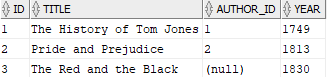 ID TITLE AUTHOR_ID YEAR
1 The History of Tom Jones 1 1749
2 Pride and Prejudice 2 1813
3 The Red and the Black (null) 1830